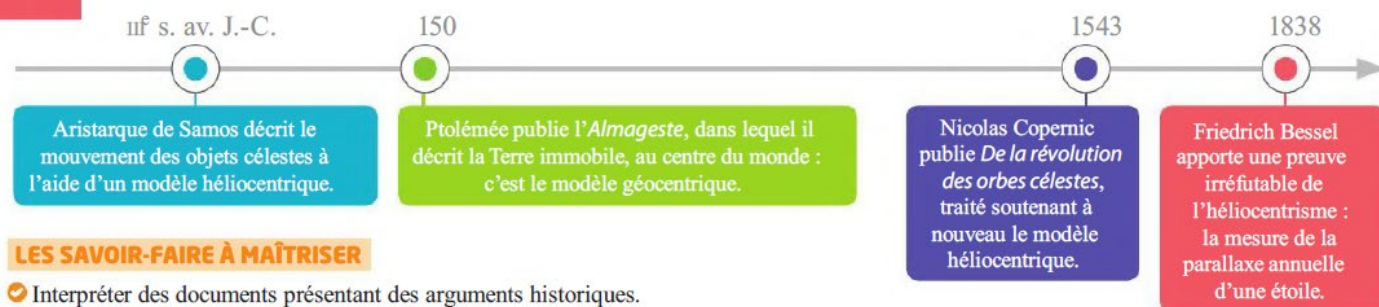 IIIᵉ s. av. J.-C.
150
1543
1838
Aristarque de Samos décrit le
mouvement des objets célestes à
l’aide d’un modèle héliocentrique.
Ptolémée publie l’Almageste, dans lequel il
décrit la Terre immobile, au centre du monde :
c’est le modèle géocentrique.
Nicolas Copernic
publie De la révolution
des orbes célestes,
traité soutenant à
nouveau le modèle
héliocentrique.
Friedrich Bessel
apporte une preuve
irréfutable de
l’héliocentrisme :
la mesure de la
parallaxe annuelle
d’une étoile.
LES SAVOIR-FAIRE À MAÎTRISER
Interpréter des documents présentant des arguments historiques.